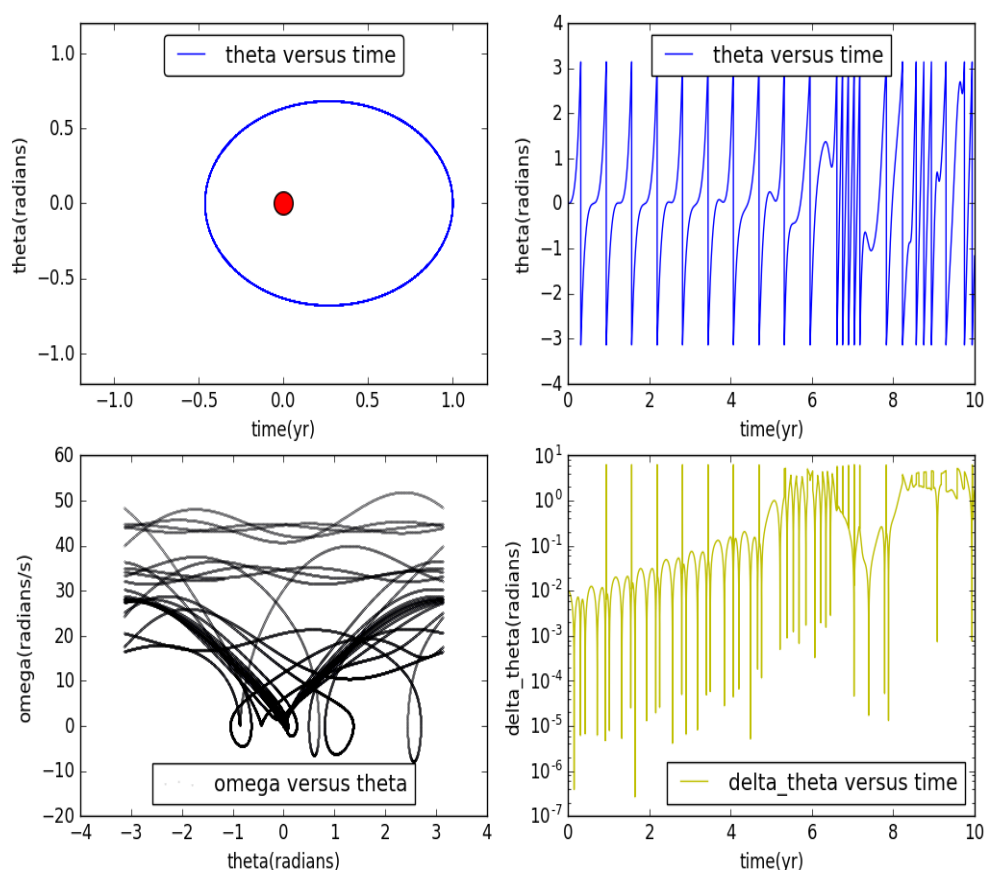 theta versus time
theta(radians)
1.0
0.5
0.0
−0.5
−1.0
−1.0 −0.5 0.0 0.5 1.0
time(yr)
theta versus time
theta(radians)
4
3
2
1
0
−1
−2
−3
−4
0 2 4 6 8 10
time(yr)
omega(radians/s)
60
50
40
30
20
10
0
−10
−20
omega versus theta
−4 −3 −2 −1 0 1 2 3 4
theta(radians)
delta_theta(radians)
10^1
10^0
10^-1
10^-2
10^-3
10^-4
10^-5
10^-6
10^-7
delta_theta versus time
0 2 4 6 8 10
time(yr)